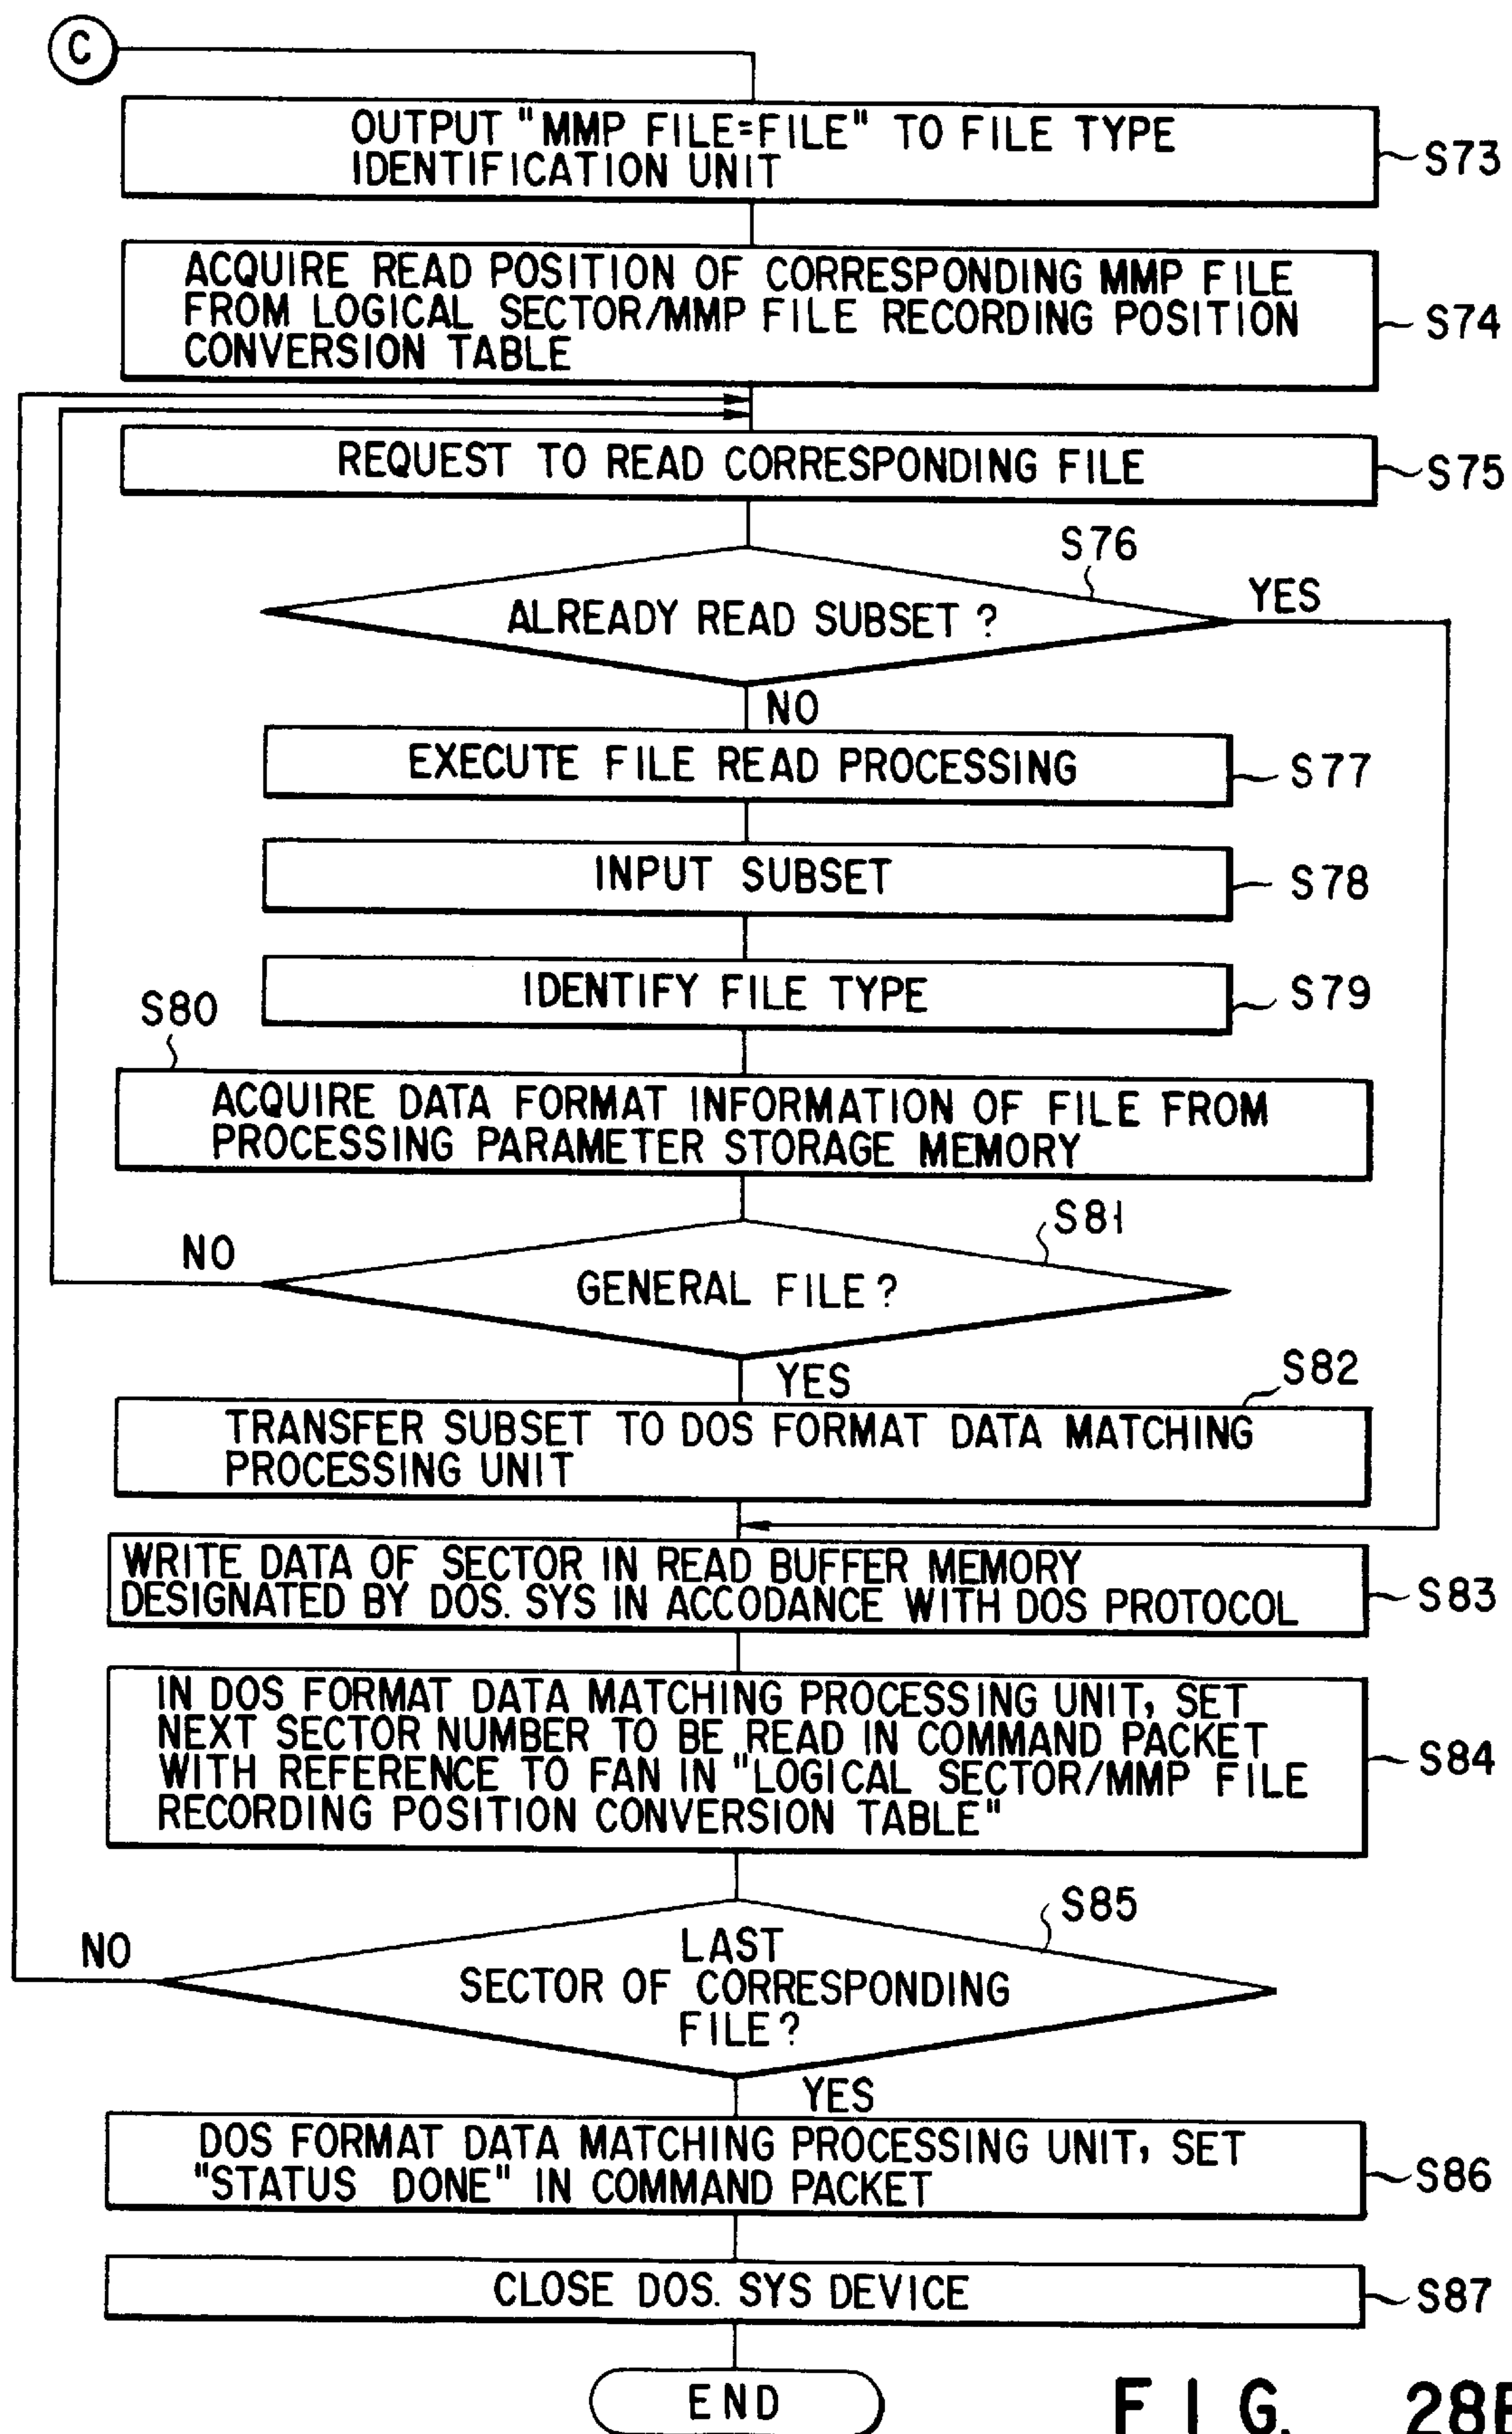 C
OUTPUT "MMP FILE=FILE" TO FILE TYPE
IDENTIFICATION UNIT
S73
ACQUIRE READ POSITION OF CORRESPONDING MMP FILE
FROM LOGICAL SECTOR/MMP FILE RECORDING POSITION
CONVERSION TABLE
S74
REQUEST TO READ CORRESPONDING FILE
S75
S76
ALREADY READ SUBSET ?
YES
NO
EXECUTE FILE READ PROCESSING
S77
INPUT SUBSET
S78
IDENTIFY FILE TYPE
S79
S80
ACQUIRE DATA FORMAT INFORMATION OF FILE FROM
PROCESSING PARAMETER STORAGE MEMORY
S81
NO
GENERAL FILE ?
YES
S82
TRANSFER SUBSET TO DOS FORMAT DATA MATCHING
PROCESSING UNIT
WRITE DATA OF SECTOR IN READ BUFFER MEMORY
DESIGNATED BY DOS. SYS IN ACCODANCE WITH DOS PROTOCOL
S83
IN DOS FORMAT DATA MATCHING PROCESSING UNIT, SET
NEXT SECTOR NUMBER TO BE READ IN COMMAND PACKET
WITH REFERENCE TO FAN IN "LOGICAL SECTOR/MMP FILE
RECORDING POSITION CONVERSION TABLE"
S84
S85
NO
LAST
SECTOR OF CORRESPONDING
FILE ?
YES
DOS FORMAT DATA MATCHING PROCESSING UNIT, SET
"STATUS DONE" IN COMMAND PACKET
S86
CLOSE DOS. SYS DEVICE
S87
END
FIG.